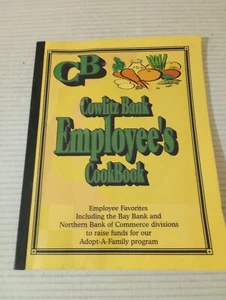 CB
Cowlitz Bank
Employee's
CookBook
Employee Favorites
Including the Bay Bank and
Northern Bank of Commerce divisions
to raise funds for our
Adopt-A-Family program